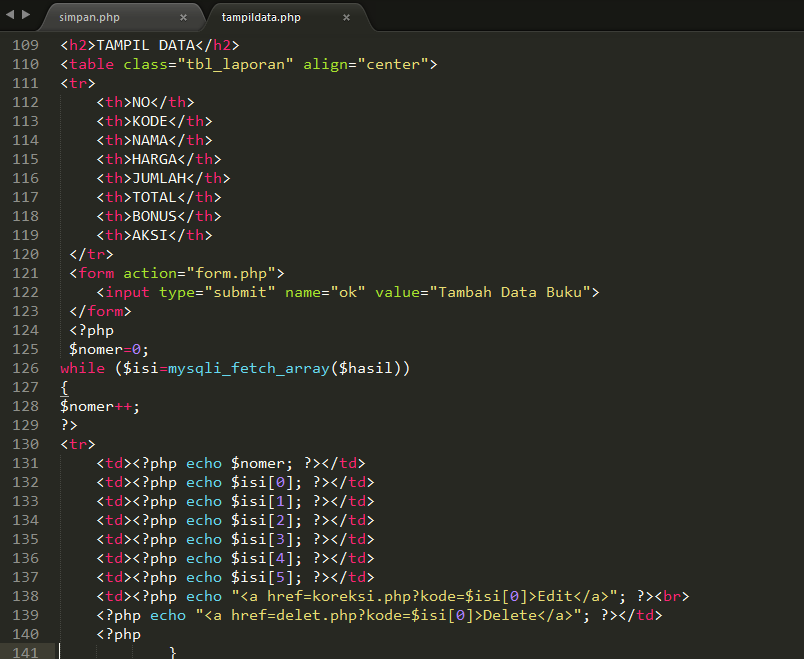 simpan.php × tampildata.php ×
109 <h2>TAMPIL DATA</h2>
110 <table class="tbl_laporan" align="center">
111 <tr>
112 <th>NO</th>
113 <th>KODE</th>
114 <th>NAMA</th>
115 <th>HARGA</th>
116 <th>JUMLAH</th>
117 <th>TOTAL</th>
118 <th>BONUS</th>
119 <th>AKSI</th>
120 </tr>
121 <form action="form.php">
122 <input type="submit" name="ok" value="Tambah Data Buku">
123 </form>
124 <?php
125 $nomer=0;
126 while ($isi=mysqli_fetch_array($hasil))
127 {
128 $nomer++;
129 ?>
130 <tr>
131 <td><?php echo $nomer; ?></td>
132 <td><?php echo $isi[0]; ?></td>
133 <td><?php echo $isi[1]; ?></td>
134 <td><?php echo $isi[2]; ?></td>
135 <td><?php echo $isi[3]; ?></td>
136 <td><?php echo $isi[4]; ?></td>
137 <td><?php echo $isi[5]; ?></td>
138 <td><?php echo "<a href=koreksi.php?kode=$isi[0]>Edit</a>"; ?><br>
139 <?php echo "<a href=delet.php?kode=$isi[0]>Delete</a>"; ?></td>
140 <?php
141 }